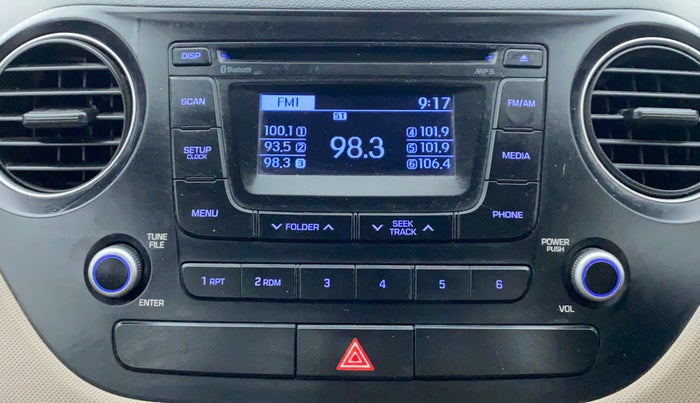 DISP
Bluetooth
MP3
SCAN
FM1 9:17 FM/AM
ST
100.1 1 4 101.9
SETUP CLOCK
93.5 2 98.3 5 101.9
MEDIA
98.3 3 6 106.4
MENU
FOLDER
SEEK TRACK
PHONE
TUNE FILE
POWER PUSH
1 RPT 2 RDM 3 4 5 6
ENTER
VOL